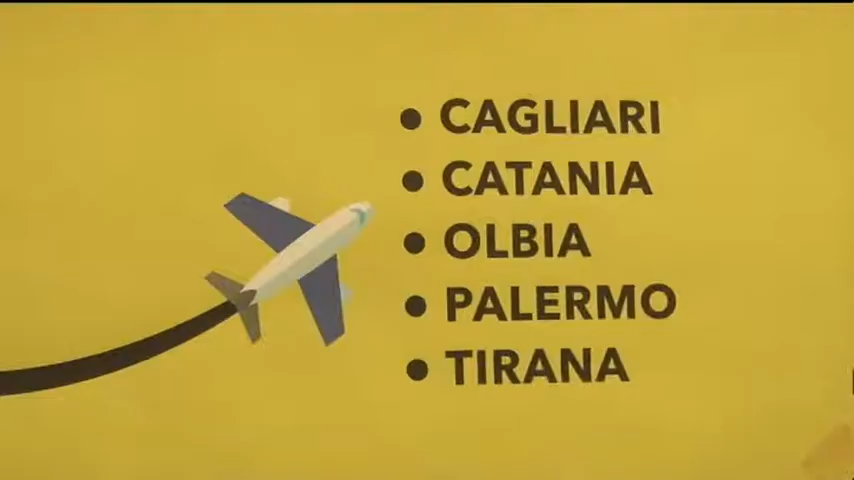 • CAGLIARI
• CATANIA
• OLBIA
• PALERMO
• TIRANA